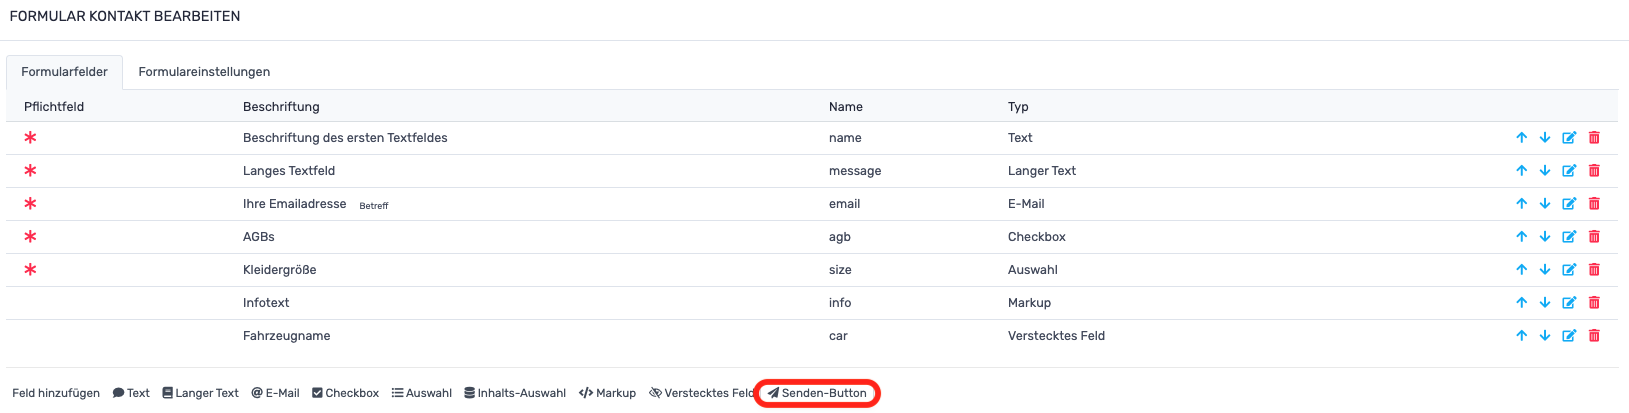 FORMULAR KONTAKT BEARBEITEN
Formularfelder Formulareinstellungen
Pflichtfeld Beschriftung Name Typ
Beschriftung des ersten Textfeldes name Text
Langes Textfeld message Langer Text
Ihre Emailadresse Betreff email E-Mail
AGBs agb Checkbox
Kleidergröße size Auswahl
Infotext info Markup
Fahrzeugname car Verstecktes Feld
Feld hinzufügen Text Langer Text E-Mail Checkbox Auswahl Inhalts-Auswahl Markup Verstecktes Feld Senden-Button